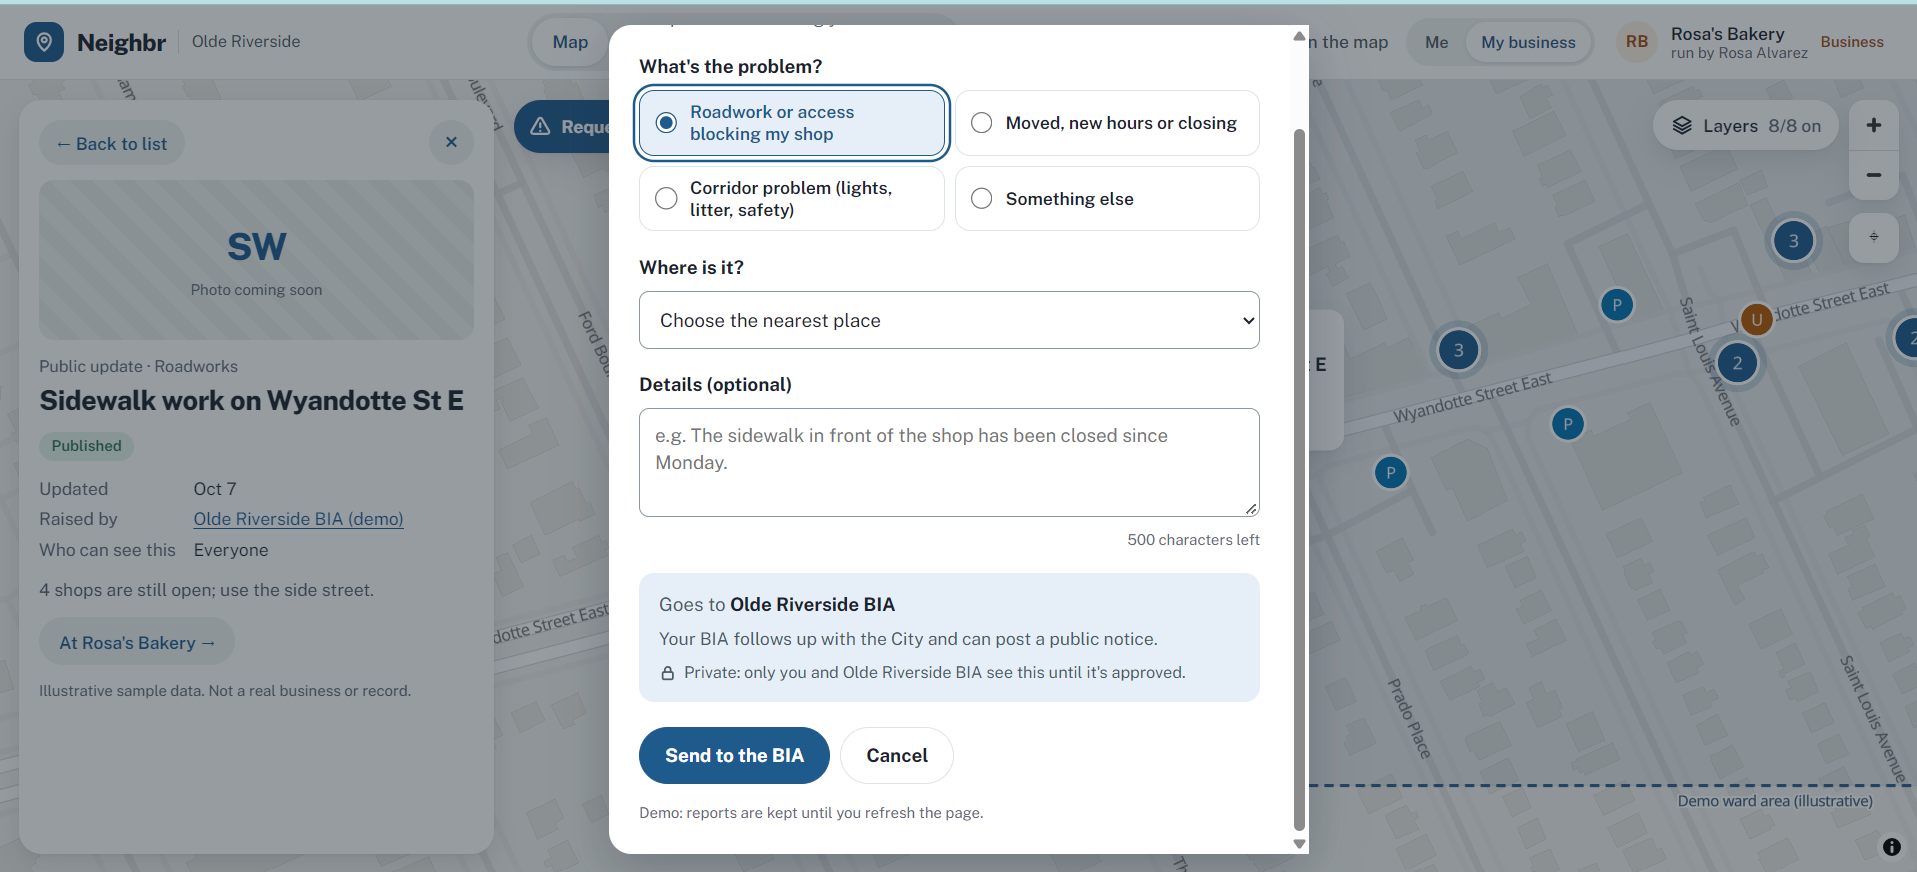 Neighbr
Olde Riverside
Map
n the map
Me
My business
RB
Rosa's Bakery
run by Rosa Alvarez
Business
← Back to list
×
SW
Photo coming soon
Public update · Roadworks
Sidewalk work on Wyandotte St E
Published
Updated
Oct 7
Raised by
Olde Riverside BIA (demo)
Who can see this
Everyone
4 shops are still open; use the side street.
At Rosa's Bakery →
Illustrative sample data. Not a real business or record.
What's the problem?
Roadwork or access
blocking my shop
Moved, new hours or closing
Corridor problem (lights,
litter, safety)
Something else
Where is it?
Choose the nearest place
Details (optional)
e.g. The sidewalk in front of the shop has been closed since
Monday.
500 characters left
Goes to Olde Riverside BIA
Your BIA follows up with the City and can post a public notice.
Private: only you and Olde Riverside BIA see this until it's approved.
Send to the BIA
Cancel
Demo: reports are kept until you refresh the page.
Layers 8/8 on
+
−
3
P
U
2
3
2
P
P
E
Wyandotte Street East
Saint Louis Avenue
Prado Place
Saint Louis Avenue
Demo ward area (illustrative)